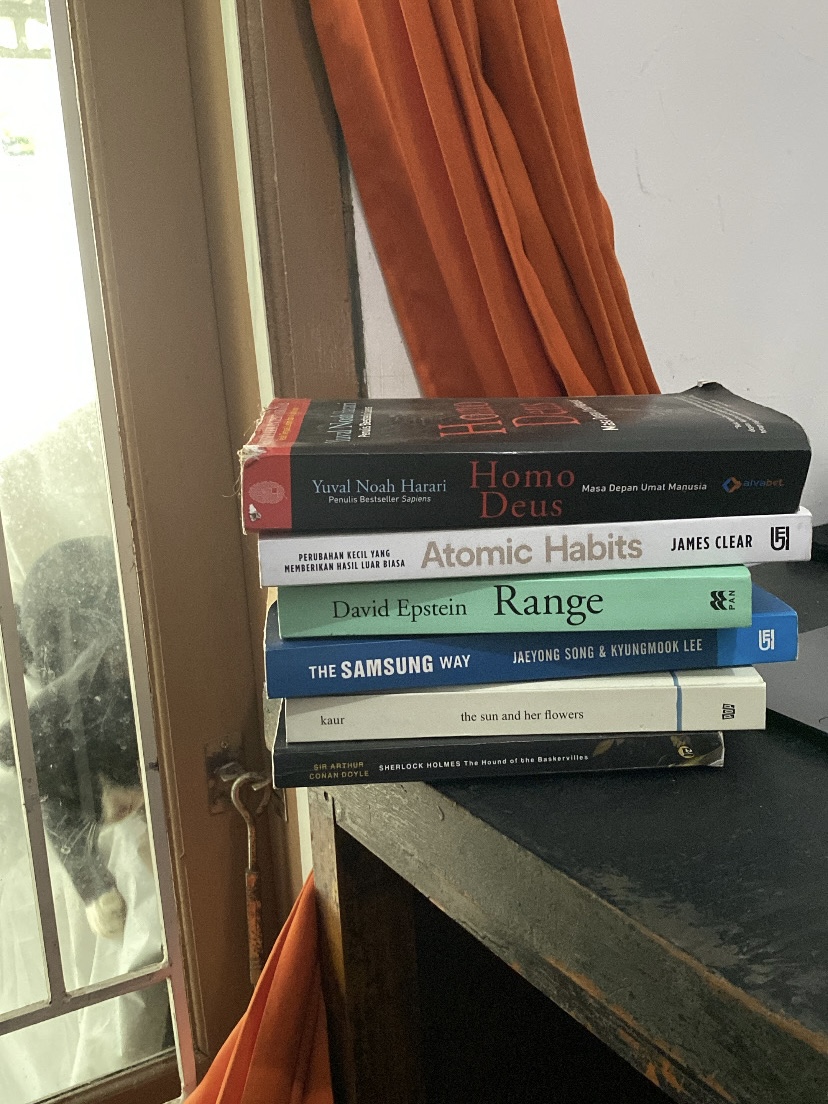 Homo
Deus
Yuval Noah Harari
Penulis Bestseller Sapiens
Homo
Deus
Masa Depan Umat Manusia
alvabet
PERUBAHAN KECIL YANG
MEMBERIKAN HASIL LUAR BIASA
Atomic Habits
JAMES CLEAR
David Epstein
Range
PAN
THE SAMSUNG WAY
JAEYONG SONG & KYUNGMOOK LEE
kaur
the sun and her flowers
SIR ARTHUR
CONAN DOYLE
SHERLOCK HOLMES The Hound of the Baskervilles